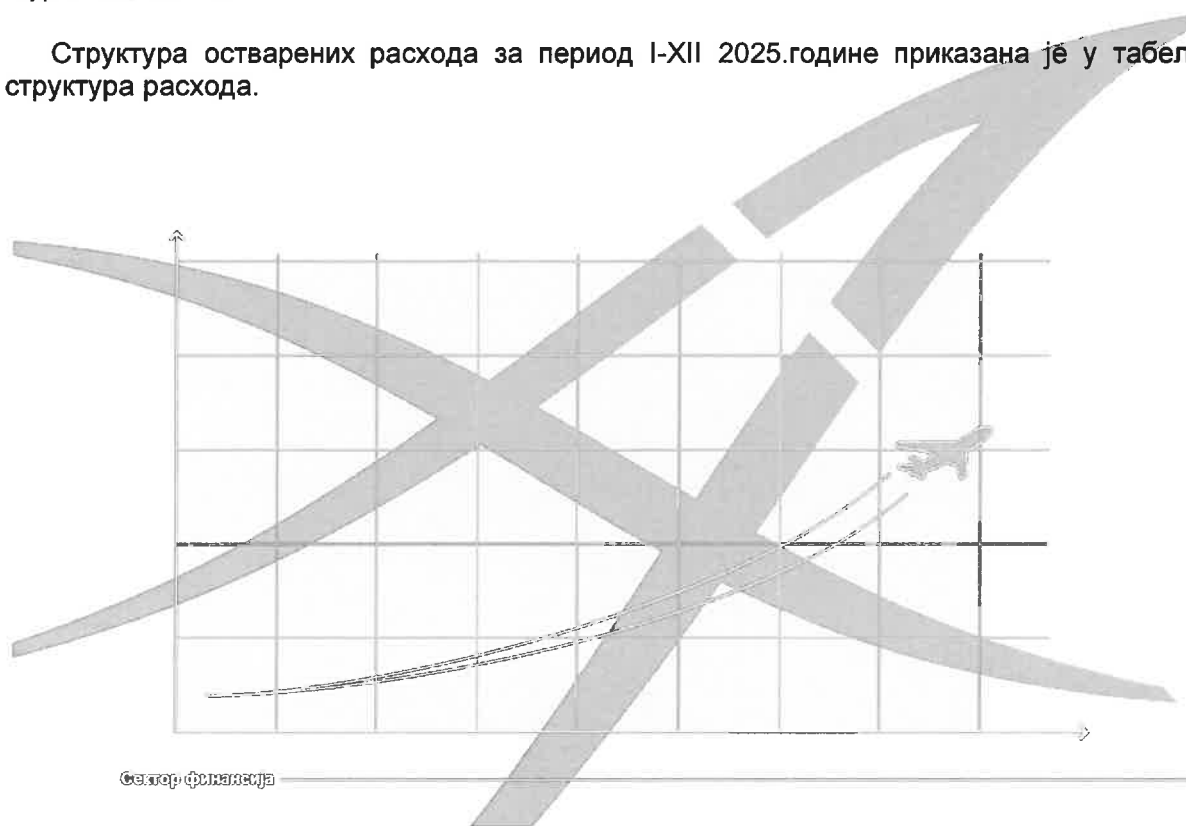 Структура остварених расхода за период I-XII 2025.године приказана је у табел
структура расхода.
Сектор финансија